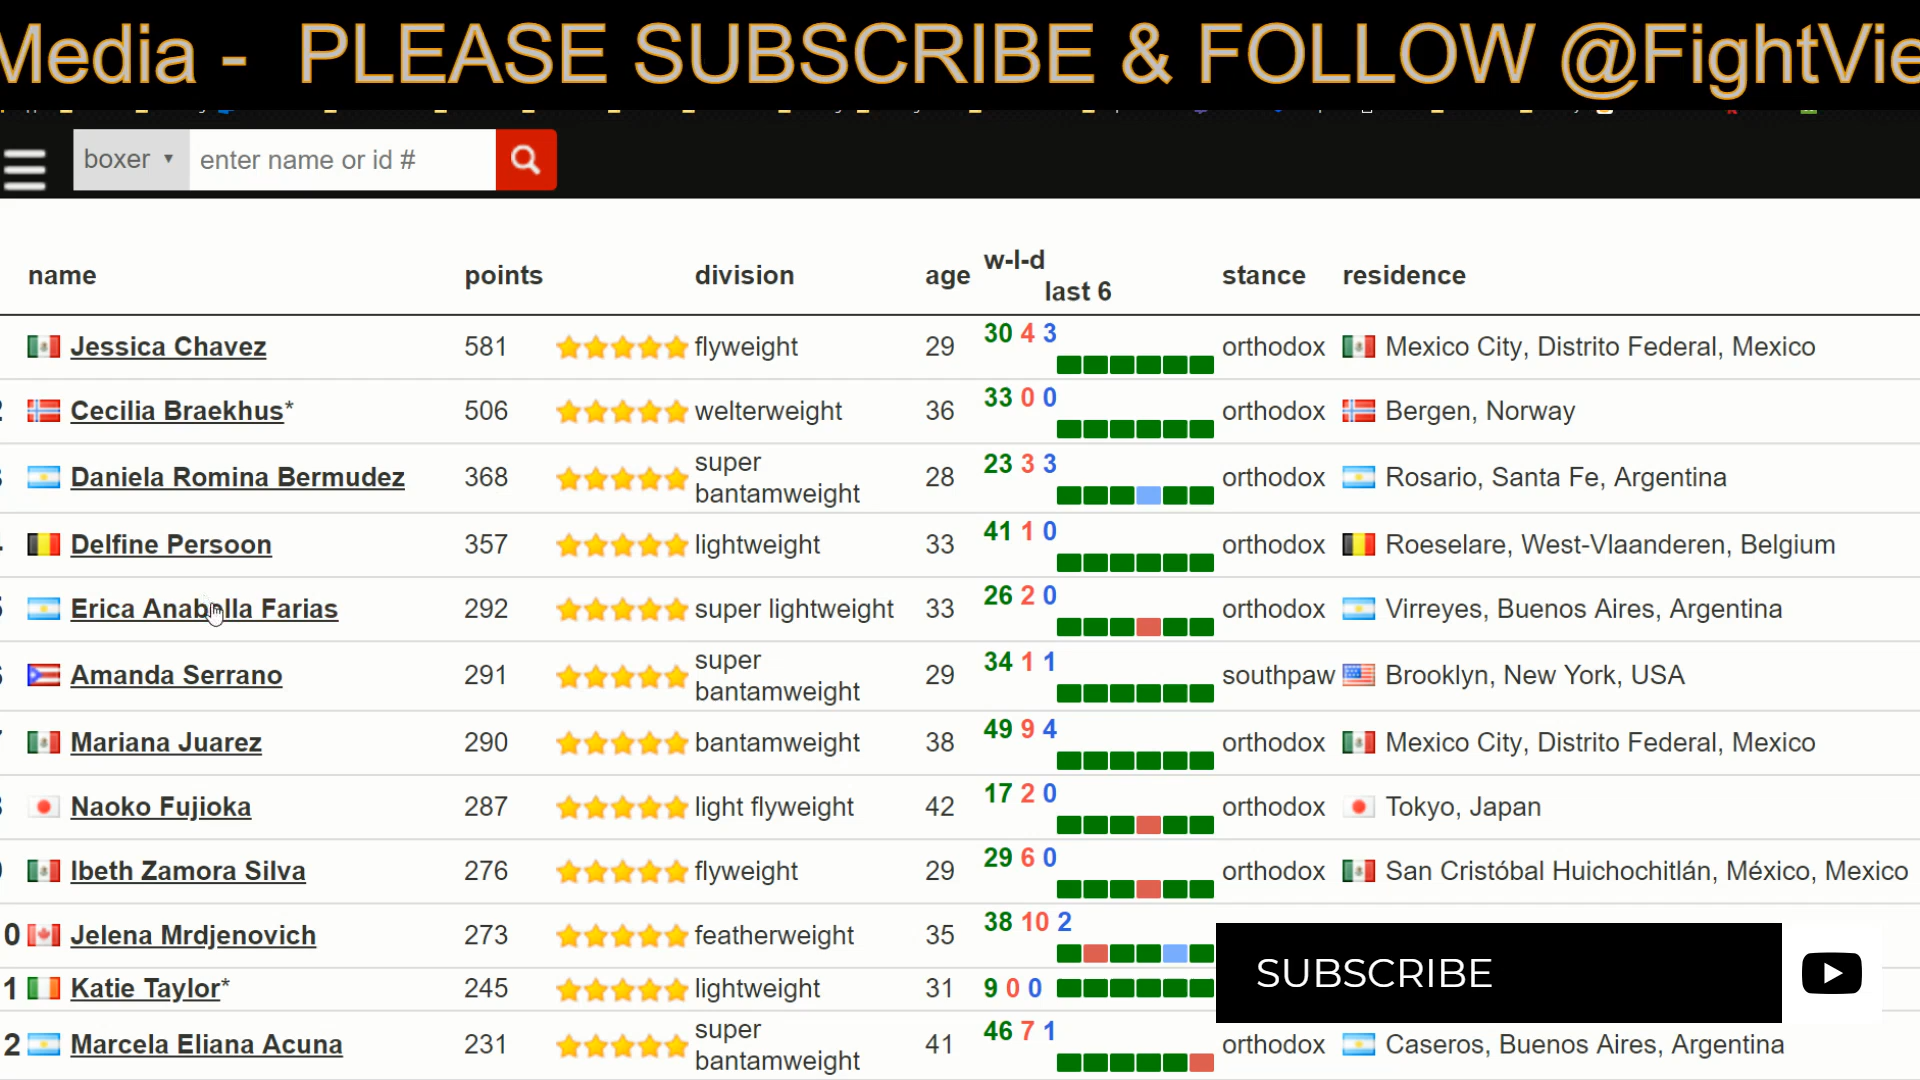 Media - PLEASE SUBSCRIBE & FOLLOW @FightVie
boxer enter name or id #
name points division age w-l-d last 6 stance residence
Jessica Chavez 581 flyweight 29 30 4 3 orthodox Mexico City, Distrito Federal, Mexico
Cecilia Braekhus* 506 welterweight 36 33 0 0 orthodox Bergen, Norway
Daniela Romina Bermudez 368 super bantamweight 28 23 3 3 orthodox Rosario, Santa Fe, Argentina
Delfine Persoon 357 lightweight 33 41 1 0 orthodox Roeselare, West-Vlaanderen, Belgium
Erica Anabella Farias 292 super lightweight 33 26 2 0 orthodox Virreyes, Buenos Aires, Argentina
Amanda Serrano 291 super bantamweight 29 34 1 1 southpaw Brooklyn, New York, USA
Mariana Juarez 290 bantamweight 38 49 9 4 orthodox Mexico City, Distrito Federal, Mexico
Naoko Fujioka 287 light flyweight 42 17 2 0 orthodox Tokyo, Japan
Ibeth Zamora Silva 276 flyweight 29 29 6 0 orthodox San Cristóbal Huichochitlán, México, Mexico
0 Jelena Mrdjenovich 273 featherweight 35 38 10 2
SUBSCRIBE
1 Katie Taylor* 245 lightweight 31 9 0 0
2 Marcela Eliana Acuna 231 super bantamweight 41 46 7 1 orthodox Caseros, Buenos Aires, Argentina